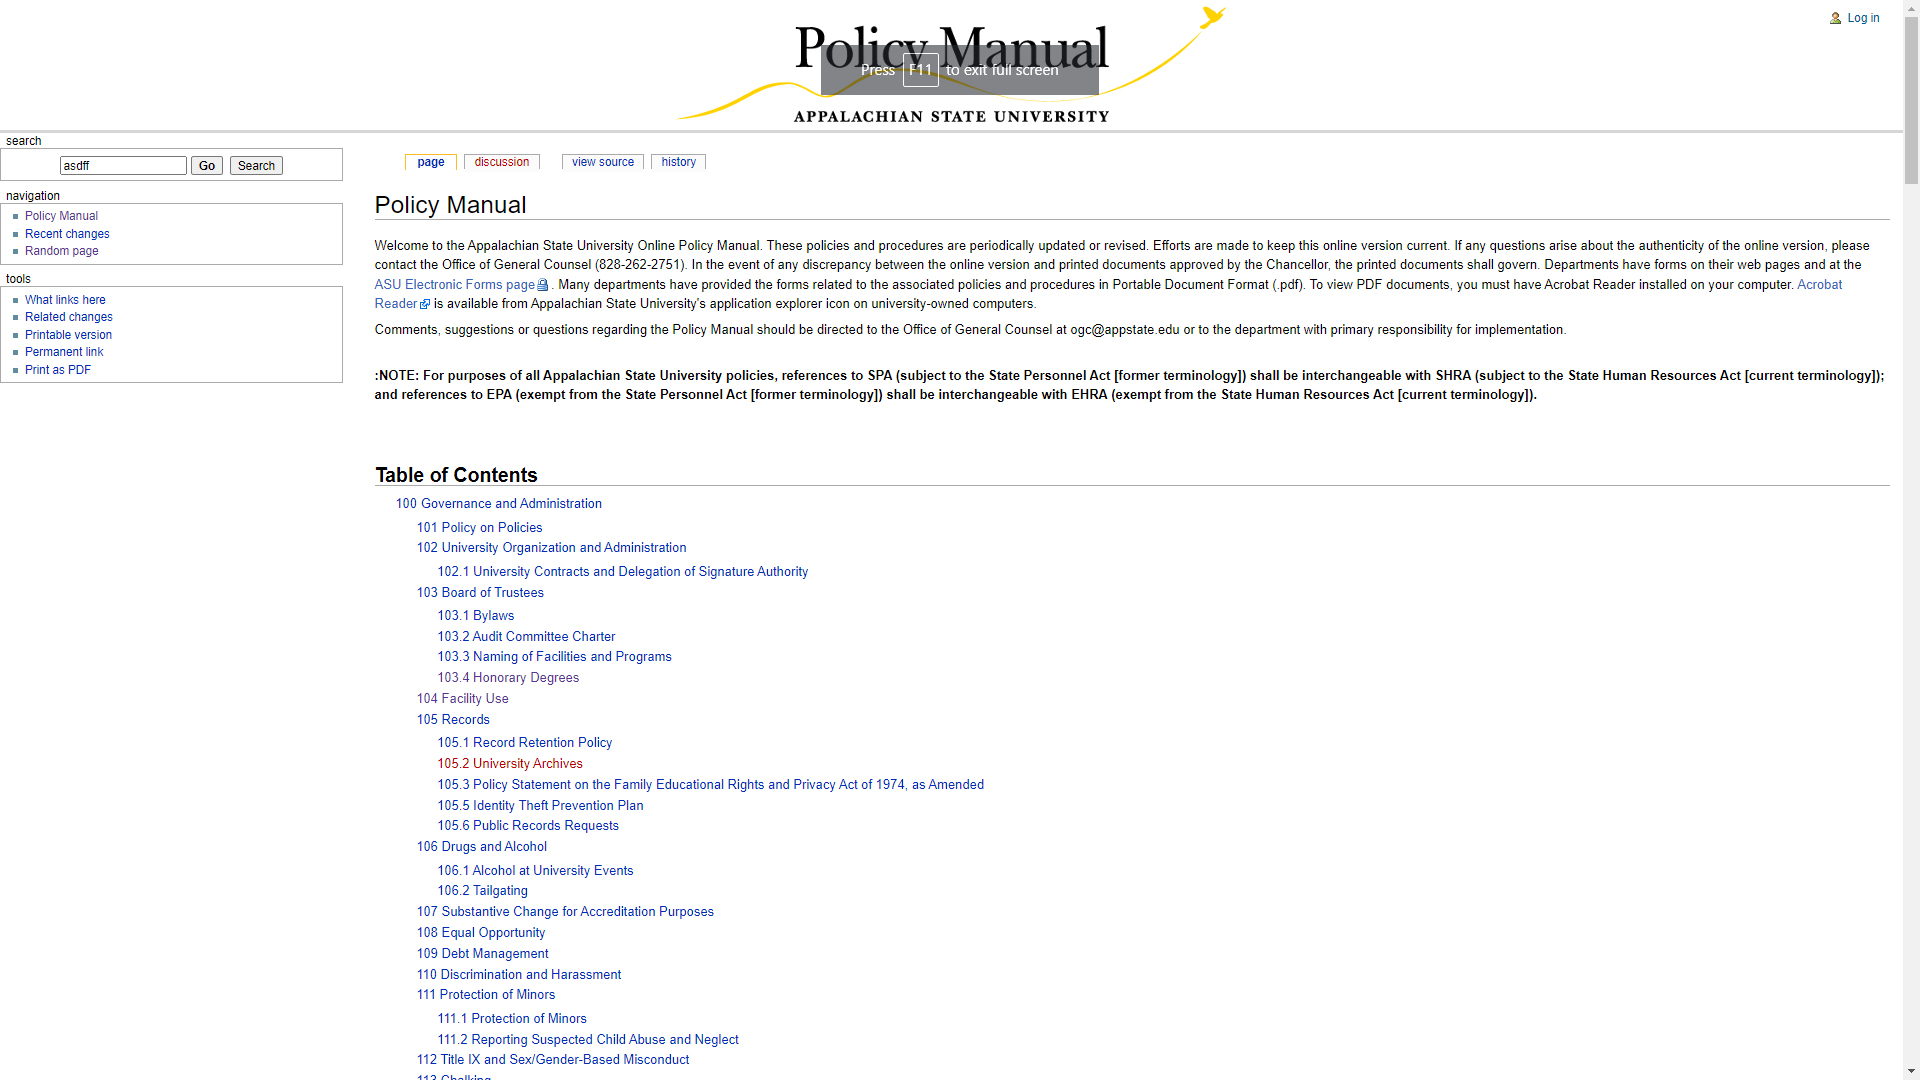 Policy Manual
Press F11 to exit full screen
APPALACHIAN STATE UNIVERSITY
Log in
search
asdff Go Search
navigation
Policy Manual
Recent changes
Random page
tools
What links here
Related changes
Printable version
Permanent link
Print as PDF
page discussion view source history
Policy Manual
Welcome to the Appalachian State University Online Policy Manual. These policies and procedures are periodically updated or revised. Efforts are made to keep this online version current. If any questions arise about the authenticity of the online version, please
contact the Office of General Counsel (828-262-2751). In the event of any discrepancy between the online version and printed documents approved by the Chancellor, the printed documents shall govern. Departments have forms on their web pages and at the
ASU Electronic Forms page . Many departments have provided the forms related to the associated policies and procedures in Portable Document Format (.pdf). To view PDF documents, you must have Acrobat Reader installed on your computer. Acrobat
Reader is available from Appalachian State University's application explorer icon on university-owned computers.
Comments, suggestions or questions regarding the Policy Manual should be directed to the Office of General Counsel at ogc@appstate.edu or to the department with primary responsibility for implementation.
:NOTE: For purposes of all Appalachian State University policies, references to SPA (subject to the State Personnel Act [former terminology]) shall be interchangeable with SHRA (subject to the State Human Resources Act [current terminology]);
and references to EPA (exempt from the State Personnel Act [former terminology]) shall be interchangeable with EHRA (exempt from the State Human Resources Act [current terminology]).
Table of Contents
100 Governance and Administration
101 Policy on Policies
102 University Organization and Administration
102.1 University Contracts and Delegation of Signature Authority
103 Board of Trustees
103.1 Bylaws
103.2 Audit Committee Charter
103.3 Naming of Facilities and Programs
103.4 Honorary Degrees
104 Facility Use
105 Records
105.1 Record Retention Policy
105.2 University Archives
105.3 Policy Statement on the Family Educational Rights and Privacy Act of 1974, as Amended
105.5 Identity Theft Prevention Plan
105.6 Public Records Requests
106 Drugs and Alcohol
106.1 Alcohol at University Events
106.2 Tailgating
107 Substantive Change for Accreditation Purposes
108 Equal Opportunity
109 Debt Management
110 Discrimination and Harassment
111 Protection of Minors
111.1 Protection of Minors
111.2 Reporting Suspected Child Abuse and Neglect
112 Title IX and Sex/Gender-Based Misconduct
113 Chalking